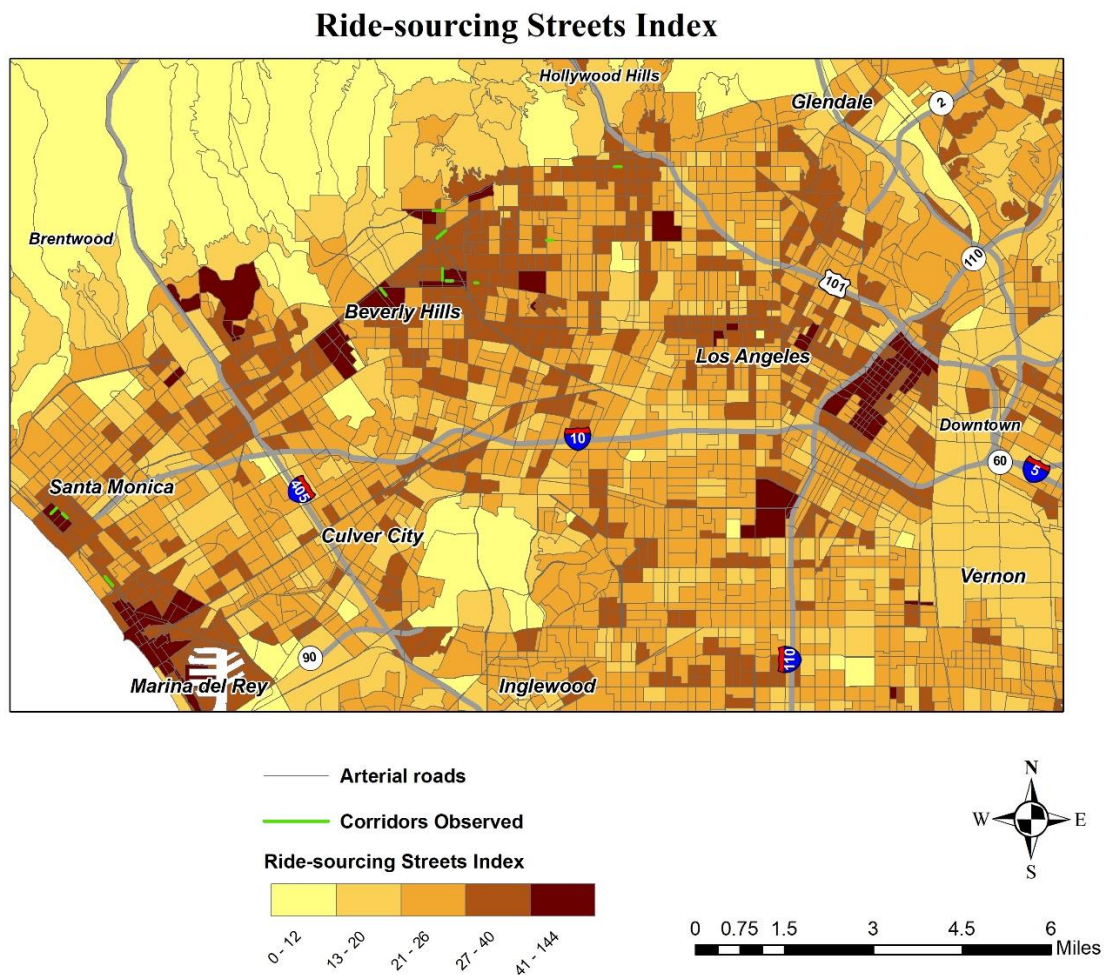 Ride-sourcing Streets Index
Hollywood Hills
Glendale
2
Brentwood
110
101
Beverly Hills
Los Angeles
Downtown
10
60
5
Santa Monica
405
Culver City
Vernon
90
110
Marina del Rey
Inglewood
Arterial roads
Corridors Observed
Ride-sourcing Streets Index
0 - 12
13 - 20
21 - 26
27 - 40
41 - 144
N
W E
S
0 0.75 1.5 3 4.5 6
Miles